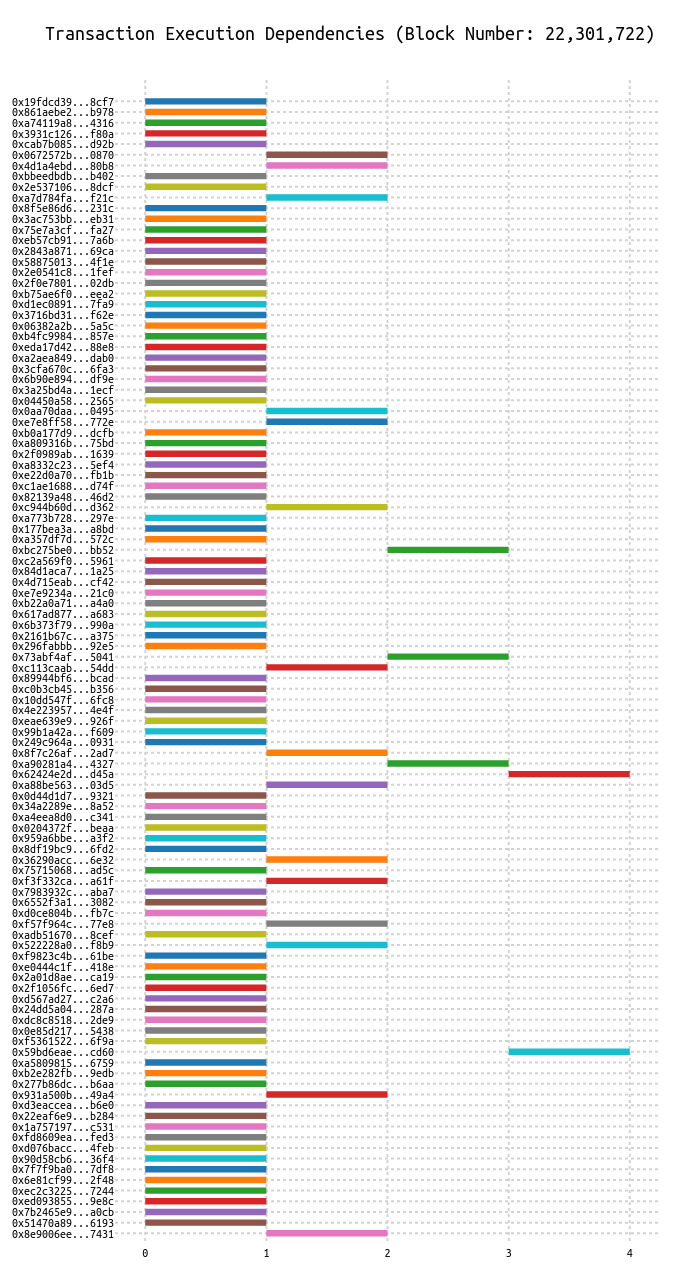 Transaction Execution Dependencies (Block Number: 22,301,722)
0x19fdcd39...8cf7
0x861aebe2...b978
0xa74119a8...4316
0x3931c126...f80a
0xcab7b085...d92b
0x0672572b...0870
0x4d1a4ebd...80b8
0xbbeedbdb...b402
0x2e537106...8dcf
0xa7d784fa...f21c
0x8f5e86d6...231c
0x3ac753bb...eb31
0x75e7a3cf...fa27
0xeb57cb91...7a6b
0x2843a871...69ca
0x58875013...4f1e
0x2e0541c8...1fef
0x2f0e7801...02db
0xb75ae6f0...eea2
0xd1ec0891...7fa9
0x3716bd31...f62e
0x06382a2b...5a5c
0xb4fc9984...857e
0xeda17d42...88e8
0xa2aea849...dab0
0x3cfa670c...6fa3
0x6b90e894...df9e
0x3a25bd4a...1ecf
0x04450a58...2565
0x0aa70daa...0495
0xe7e8ff58...772e
0xb0a177d9...dcfb
0xa809316b...75bd
0x2f0989ab...1639
0xa8332c23...5ef4
0xe22d0a70...fb1b
0xc1ae1688...d74f
0x82139a48...46d2
0xc944b60d...d362
0xa773b728...297e
0x177bea3a...a8bd
0xa357df7d...572c
0xbc275be0...bb52
0xc2a569f0...5961
0x84d1aca7...1a25
0x4d715eab...cf42
0xe7e9234a...21c0
0xb22a0a71...a4a0
0x617ad877...a683
0x6b373f79...990a
0x2161b67c...a375
0x296fabbb...92e5
0x73abf4af...5041
0xc113caab...54dd
0x89944bf6...bcad
0xc0b3cb45...b356
0x10dd547f...6fc8
0x4e223957...4e4f
0xeae639e9...926f
0x99b1a42a...f609
0x249c964a...0931
0x8f7c26af...2ad7
0xa90281a4...4327
0x62424e2d...d45a
0xa88be563...03d5
0x0d44d1d7...9321
0x34a2289e...8a52
0xa4eea8d0...c341
0x0204372f...beaa
0x959a6bbe...a3f2
0x8df19bc9...6fd2
0x36290acc...6e32
0x75715068...ad5c
0xf3f332ca...a61f
0x7983932c...aba7
0x6552f3a1...3082
0xd0ce804b...fb7c
0xf57f964c...77e8
0xadb51670...8cef
0x522228a0...f8b9
0xf9823c4b...61be
0xe0444c1f...418e
0x2a01d8ae...ca19
0x2f1056fc...6ed7
0xd567ad27...c2a6
0x24dd5a04...287a
0xdc8c8518...2de9
0x0e85d217...5438
0xf5361522...6f9a
0x59bd6eae...cd60
0xa5809815...6759
0xb2e282fb...9edb
0x277b86dc...b6aa
0x931a500b...49a4
0xd3eaccea...b6e0
0x22eaf6e9...b284
0x1a757197...c531
0xfd8609ea...fed3
0xd076bacc...4feb
0x90d58cb6...36f4
0x7f7f9ba0...7df8
0x6e81cf99...2f48
0xec2c3225...7244
0xed093855...9e8c
0x7b2465e9...a0cb
0x51470a89...6193
0x8e9006ee...7431
0 1 2 3 4